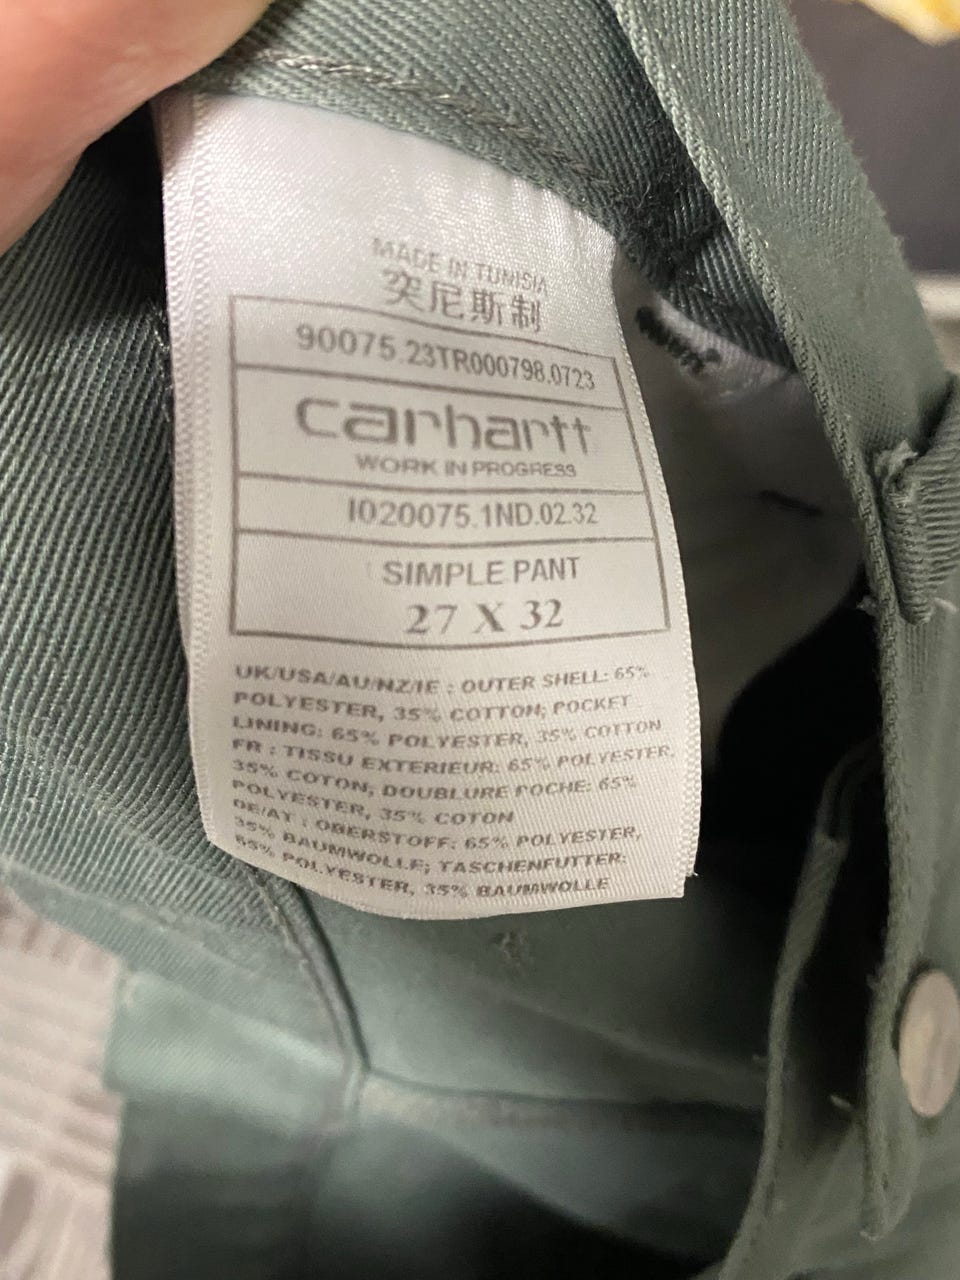 MADE IN TUNISIA
突尼斯制
90075.23TR000798.0723
carhartt
WORK IN PROGRESS
I020075.1ND.02.32
SIMPLE PANT
27 X 32
UK/USA/AU/NZ/IE : OUTER SHELL: 65%
POLYESTER, 35% COTTON; POCKET
LINING: 65% POLYESTER, 35% COTTON
FR : TISSU EXTERIEUR: 65% POLYESTER,
35% COTON; DOUBLURE POCHE: 65%
POLYESTER, 35% COTON
DE/AT : OBERSTOFF: 65% POLYESTER,
35% BAUMWOLLE; TASCHENFUTTER:
65% POLYESTER, 35% BAUMWOLLE